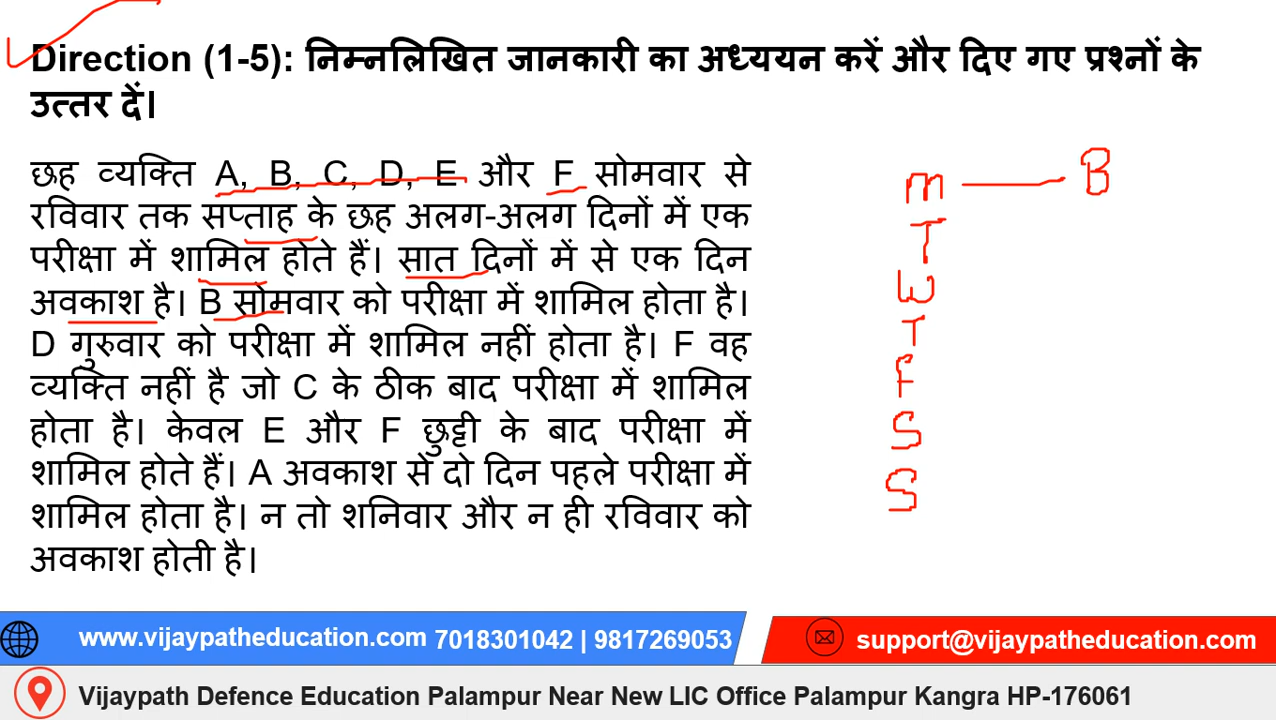 Direction (1-5): निम्नलिखित जानकारी का अध्ययन करें और दिए गए प्रश्नों के
उत्तर दें।
छह व्यक्ति A, B, C, D, E और F सोमवार से
रविवार तक सप्ताह के छह अलग-अलग दिनों में एक
परीक्षा में शामिल होते हैं। सात दिनों में से एक दिन
अवकाश है। B सोमवार को परीक्षा में शामिल होता है।
D गुरुवार को परीक्षा में शामिल नहीं होता है। F वह
व्यक्ति नहीं है जो C के ठीक बाद परीक्षा में शामिल
होता है। केवल E और F छुट्टी के बाद परीक्षा में
शामिल होते हैं। A अवकाश से दो दिन पहले परीक्षा में
शामिल होता है। न तो शनिवार और न ही रविवार को
अवकाश होती है।
M B
T
W
T
F
S
S
www.vijaypatheducation.com 7018301042 | 9817269053
support@vijaypatheducation.com
Vijaypath Defence Education Palampur Near New LIC Office Palampur Kangra HP-176061